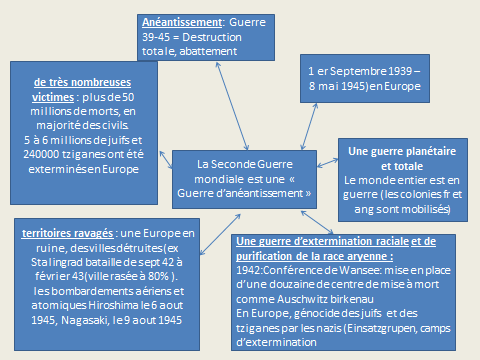 Anéantissement: Guerre
39-45 = Destruction
totale, abattement
1 er Septembre 1939 –
8 mai 1945) en Europe
de très nombreuses
victimes : plus de 50
millions de morts, en
majorité des civils.
5 à 6 millions de juifs et
240000 tziganes ont été
exterminés en Europe
La Seconde Guerre
mondiale est une «
Guerre d'anéantissement »
Une guerre planétaire
et totale
Le monde entier est en
guerre (les colonies fr et
ang sont mobilisés)
territoires ravagés : une Europe en
ruine, des villes détruites (ex
Stalingrad bataille de sept 42 à
février 43(ville rasée à 80% ).
les bombardements aériens et
atomiques Hiroshima le 6 aout
1945, Nagasaki, le 9 aout 1945
Une guerre d'extermination raciale et de
purification de la race aryenne :
1942:Conférence de Wansee: mise en place
d'une douzaine de centre de mise à mort
comme Auschwitz birkenau
En Europe, génocide des juifs et des
tziganes par les nazis (Einsatzgrupen, camps
d'extermination